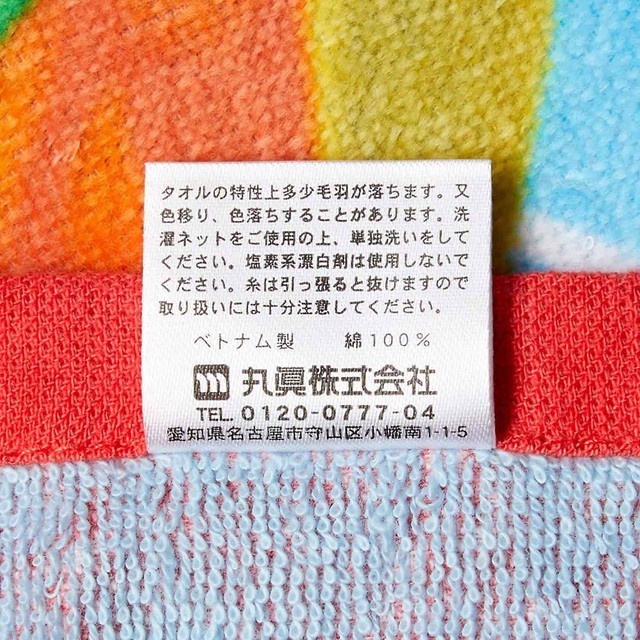 タオルの特性上多少毛羽が落ちます。又
色移り、色落ちすることがあります。洗
濯ネットをご使用の上、単独洗いをして
ください。塩素系漂白剤は使用しないで
ください。糸は引っ張ると抜けますので
取り扱いには十分注意してください。
ベトナム製 綿100%
丸眞株式会社
TEL. 0120-0777-04
愛知県名古屋市守山区小幡南1-1-5